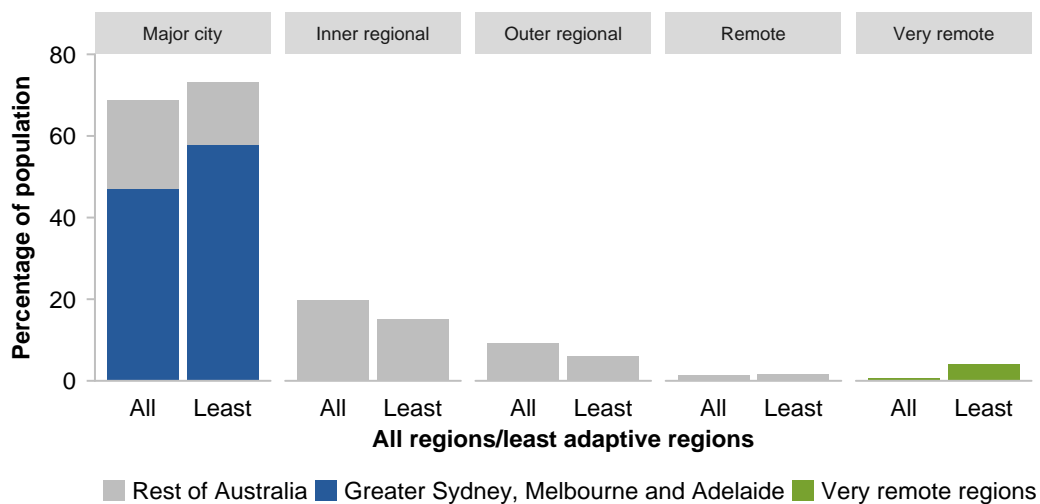 Major city Inner regional Outer regional Remote Very remote
80
60
40
20
0
Percentage of population
All Least All Least All Least All Least All Least
All regions/least adaptive regions
Rest of Australia Greater Sydney, Melbourne and Adelaide Very remote regions